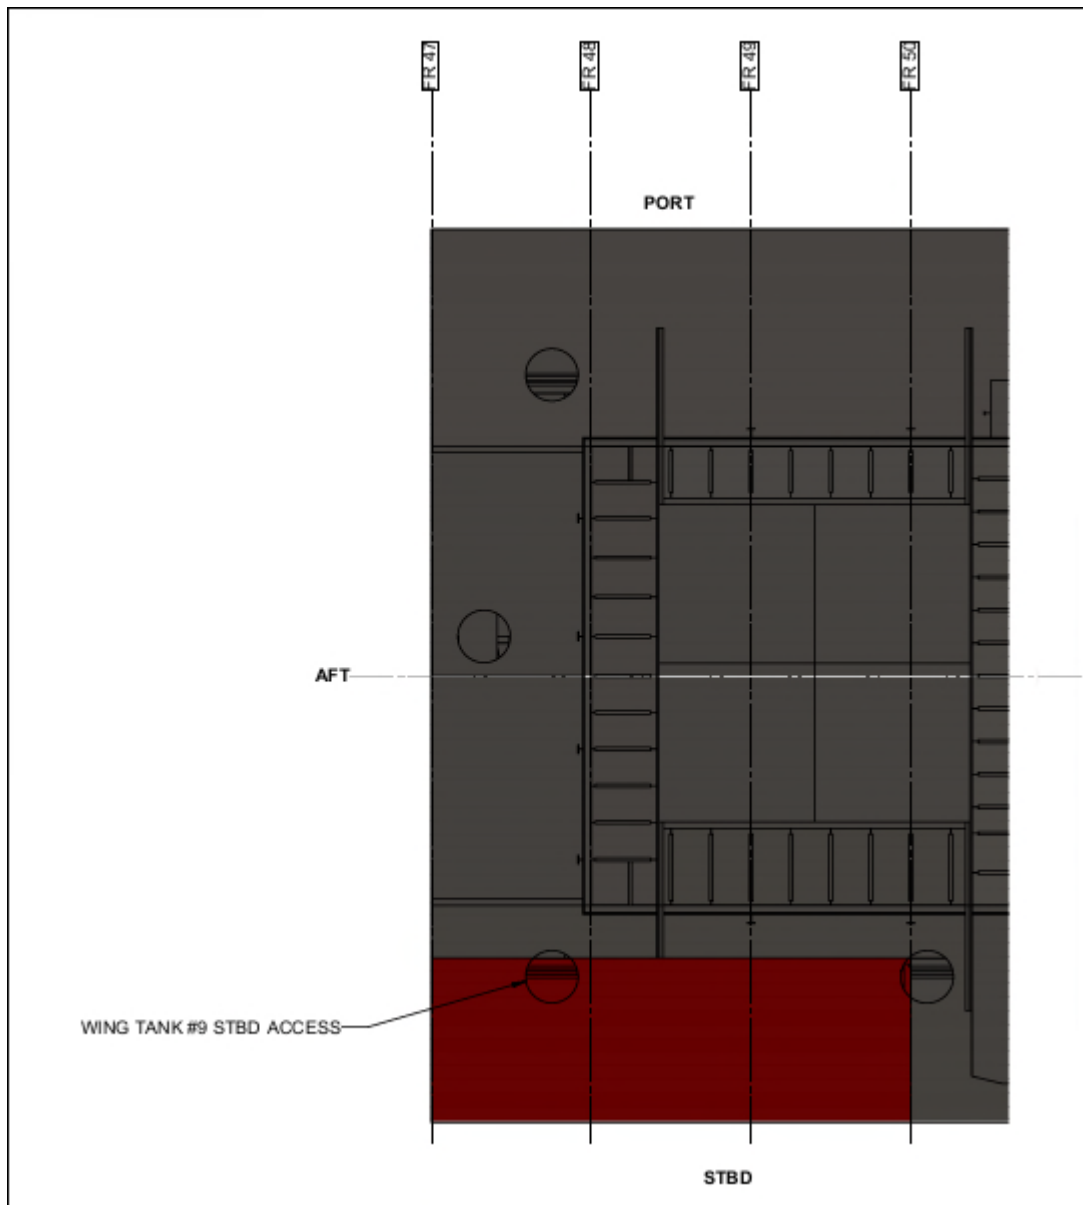 FR 47
FR 48
FR 49
FR 50
PORT
AFT
WING TANK #9 STBD ACCESS
STBD